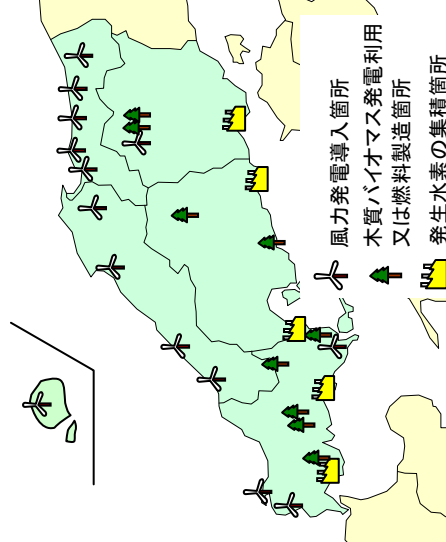 風力発電導入箇所
木質バイオマス発電利用
又は燃料製造箇所
発生水素の集積箇所